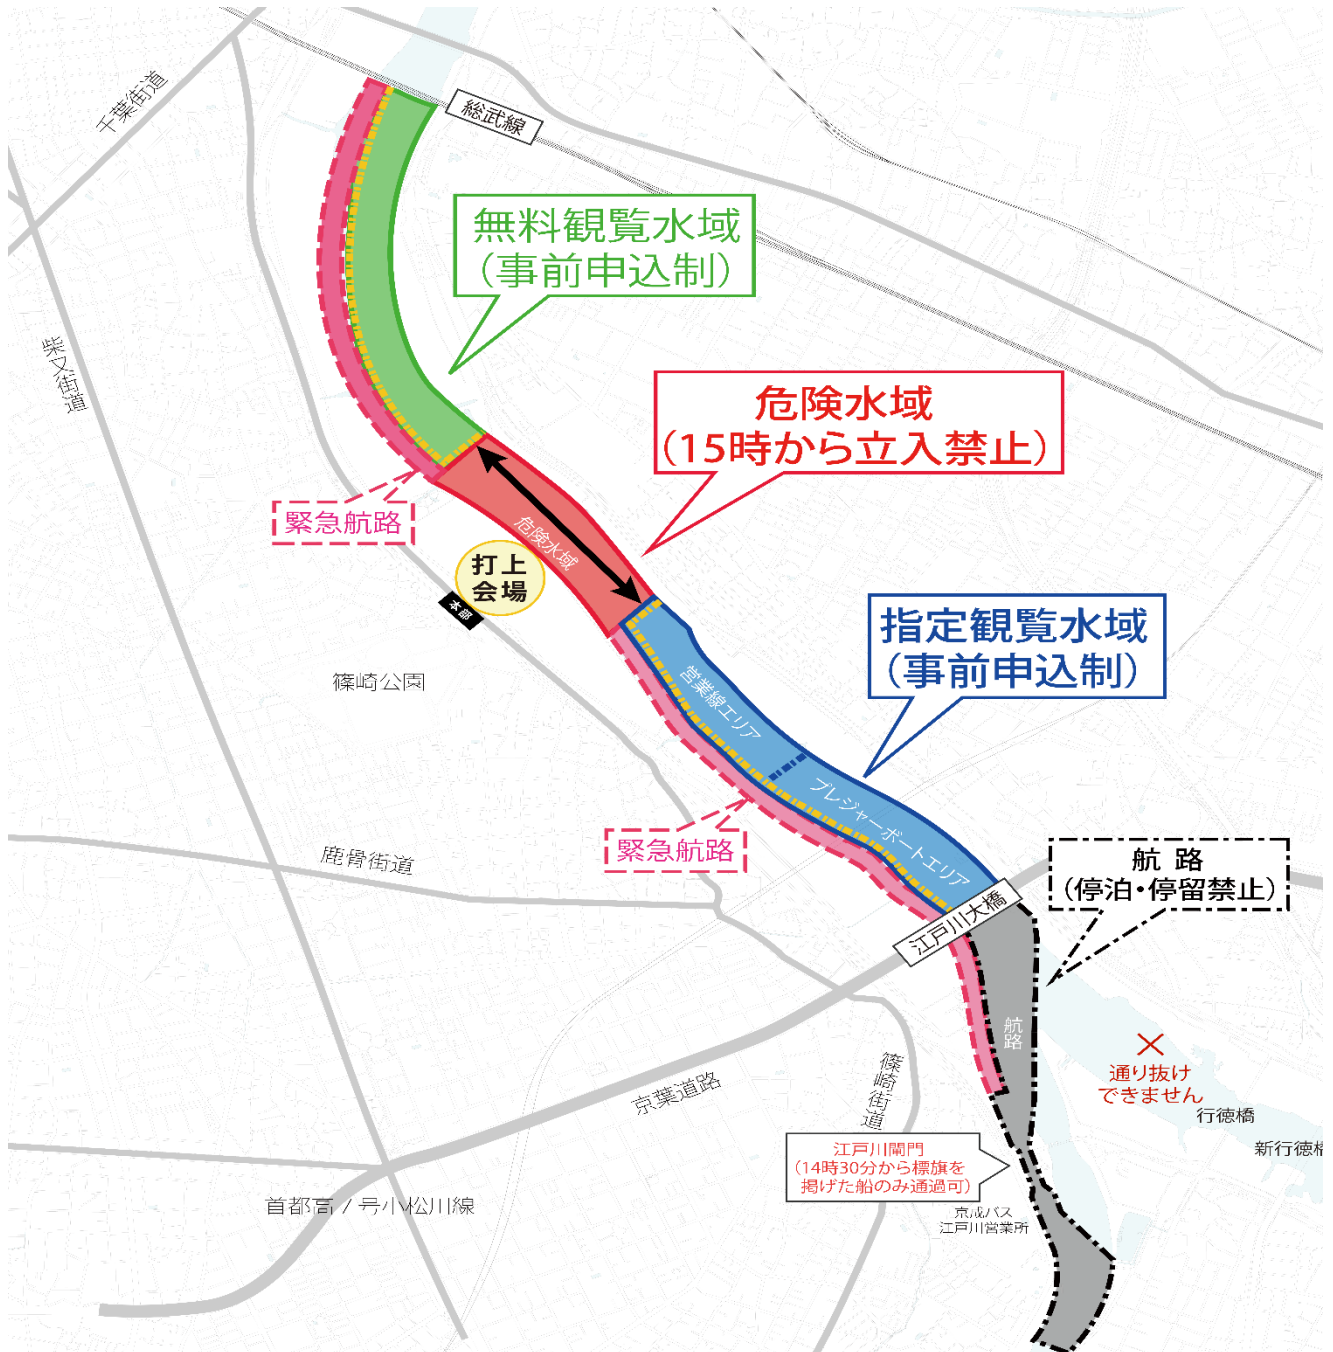 千葉街道
総武線
無料観覧水域
(事前申込制)
柴又街道
危険水域
(15時から立入禁止)
緊急航路
危険水域
打上
会場
本部
指定観覧水域
(事前申込制)
篠崎公園
営業線エリア
プレジャーボートエリア
緊急航路
鹿骨街道
航 路
(停泊・停留禁止)
江戸川大橋
航路
通り抜け
できません
行徳橋
新行徳橋
篠崎街道
京葉道路
江戸川閘門
(14時30分から標旗を
掲げた船のみ通過可)
首都高7号小松川線
京成バス
江戸川営業所